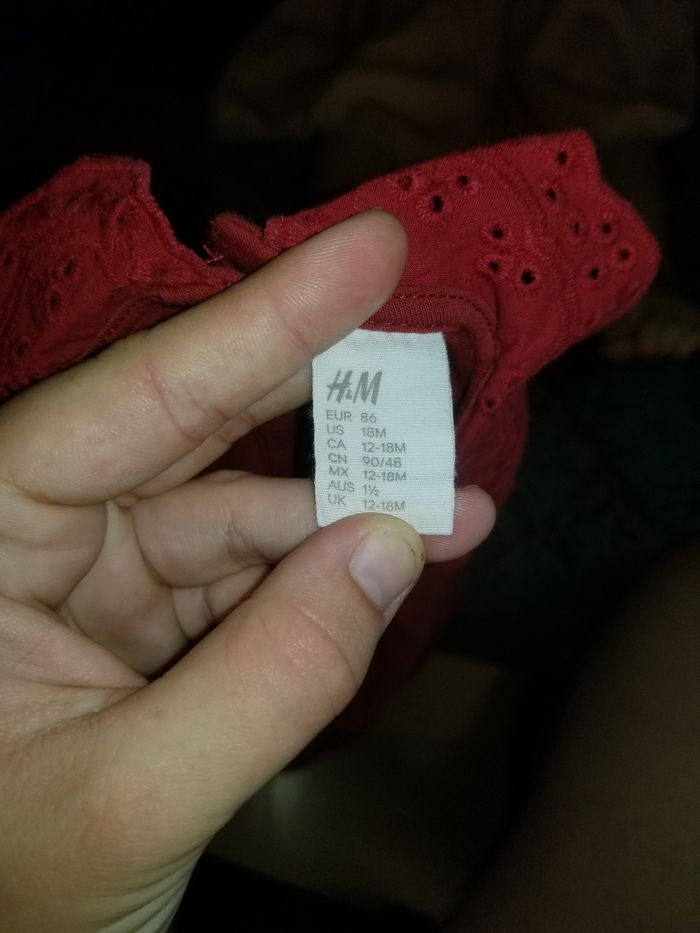 H&M
EUR 86
US 18M
CA 12-18M
CN 90/48
MX 12-18M
AUS 1½
UK 12-18M